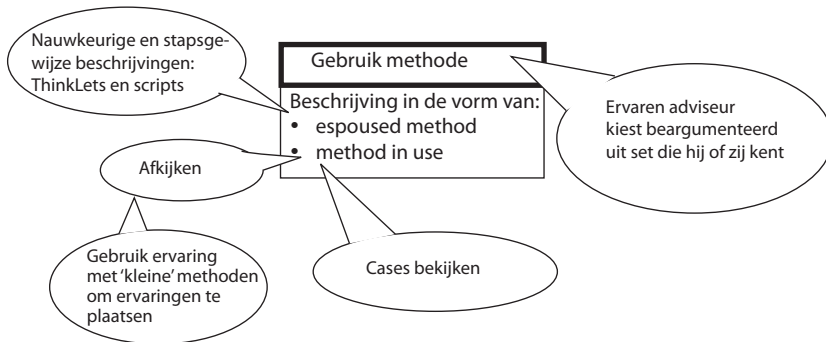 Nauwkeurige en stapsge-
wijze beschrijvingen:
ThinkLets en scripts
Gebruik methode
Beschrijving in de vorm van:
• espoused method
• method in use
Ervaren adviseur
kiest beargumenteerd
uit set die hij of zij kent
Afkijken
Gebruik ervaring
met ‘kleine’ methoden
om ervaringen te
plaatsen
Cases bekijken